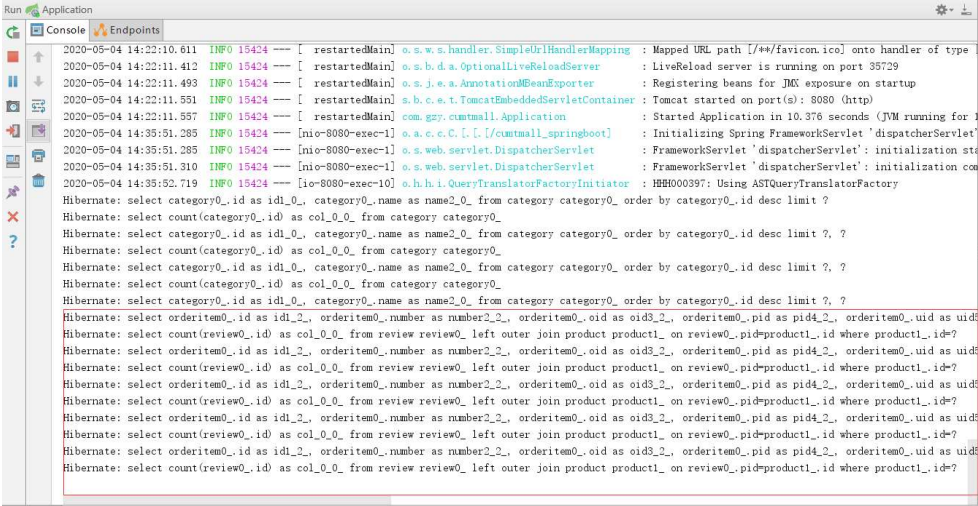 Run Application
Console Endpoints
2020-05-04 14:22:10.611 INFO 15424 --- [ restartedMain] o.s.w.s.handler.SimpleUrlHandlerMapping : Mapped URL path [/**/favicon.ico] onto handler of type
2020-05-04 14:22:11.412 INFO 15424 --- [ restartedMain] o.s.b.d.a.OptionalLiveReloadServer : LiveReload server is running on port 35729
2020-05-04 14:22:11.493 INFO 15424 --- [ restartedMain] o.s.j.e.a.AnnotationMBeanExporter : Registering beans for JMX exposure on startup
2020-05-04 14:22:11.551 INFO 15424 --- [ restartedMain] s.b.c.e.t.TomcatEmbeddedServletContainer : Tomcat started on port(s): 8080 (http)
2020-05-04 14:22:11.557 INFO 15424 --- [ restartedMain] com.gzy.cumtmall.Application : Started Application in 10.376 seconds (JVM running for 1
2020-05-04 14:35:51.285 INFO 15424 --- [nio-8080-exec-1] o.a.c.c.C.[.[.[/cumtmall_springboot] : Initializing Spring FrameworkServlet 'dispatcherServlet'
2020-05-04 14:35:51.285 INFO 15424 --- [nio-8080-exec-1] o.s.web.servlet.DispatcherServlet : FrameworkServlet 'dispatcherServlet': initialization sta
2020-05-04 14:35:51.310 INFO 15424 --- [nio-8080-exec-1] o.s.web.servlet.DispatcherServlet : FrameworkServlet 'dispatcherServlet': initialization com
2020-05-04 14:35:52.719 INFO 15424 --- [io-8080-exec-10] o.h.h.i.QueryTranslatorFactoryInitiator : HHH000397: Using ASTQueryTranslatorFactory
Hibernate: select category0_.id as id1_0_, category0_.name as name2_0_ from category category0_ order by category0_.id desc limit ?
Hibernate: select count(category0_.id) as col_0_0_ from category category0_
Hibernate: select category0_.id as id1_0_, category0_.name as name2_0_ from category category0_ order by category0_.id desc limit ?, ?
Hibernate: select count(category0_.id) as col_0_0_ from category category0_
Hibernate: select category0_.id as id1_0_, category0_.name as name2_0_ from category category0_ order by category0_.id desc limit ?, ?
Hibernate: select count(category0_.id) as col_0_0_ from category category0_
Hibernate: select category0_.id as id1_0_, category0_.name as name2_0_ from category category0_ order by category0_.id desc limit ?, ?
Hibernate: select orderitem0_.id as id1_2_, orderitem0_.number as number2_2_, orderitem0_.oid as oid3_2_, orderitem0_.pid as pid4_2_, orderitem0_.uid as uid5
Hibernate: select count(review0_.id) as col_0_0_ from review review0_ left outer join product product1_ on review0_.pid=product1_.id where product1_.id=?
Hibernate: select orderitem0_.id as id1_2_, orderitem0_.number as number2_2_, orderitem0_.oid as oid3_2_, orderitem0_.pid as pid4_2_, orderitem0_.uid as uid5
Hibernate: select count(review0_.id) as col_0_0_ from review review0_ left outer join product product1_ on review0_.pid=product1_.id where product1_.id=?
Hibernate: select orderitem0_.id as id1_2_, orderitem0_.number as number2_2_, orderitem0_.oid as oid3_2_, orderitem0_.pid as pid4_2_, orderitem0_.uid as uid5
Hibernate: select count(review0_.id) as col_0_0_ from review review0_ left outer join product product1_ on review0_.pid=product1_.id where product1_.id=?
Hibernate: select orderitem0_.id as id1_2_, orderitem0_.number as number2_2_, orderitem0_.oid as oid3_2_, orderitem0_.pid as pid4_2_, orderitem0_.uid as uid5
Hibernate: select count(review0_.id) as col_0_0_ from review review0_ left outer join product product1_ on review0_.pid=product1_.id where product1_.id=?
Hibernate: select orderitem0_.id as id1_2_, orderitem0_.number as number2_2_, orderitem0_.oid as oid3_2_, orderitem0_.pid as pid4_2_, orderitem0_.uid as uid5
Hibernate: select count(review0_.id) as col_0_0_ from review review0_ left outer join product product1_ on review0_.pid=product1_.id where product1_.id=?